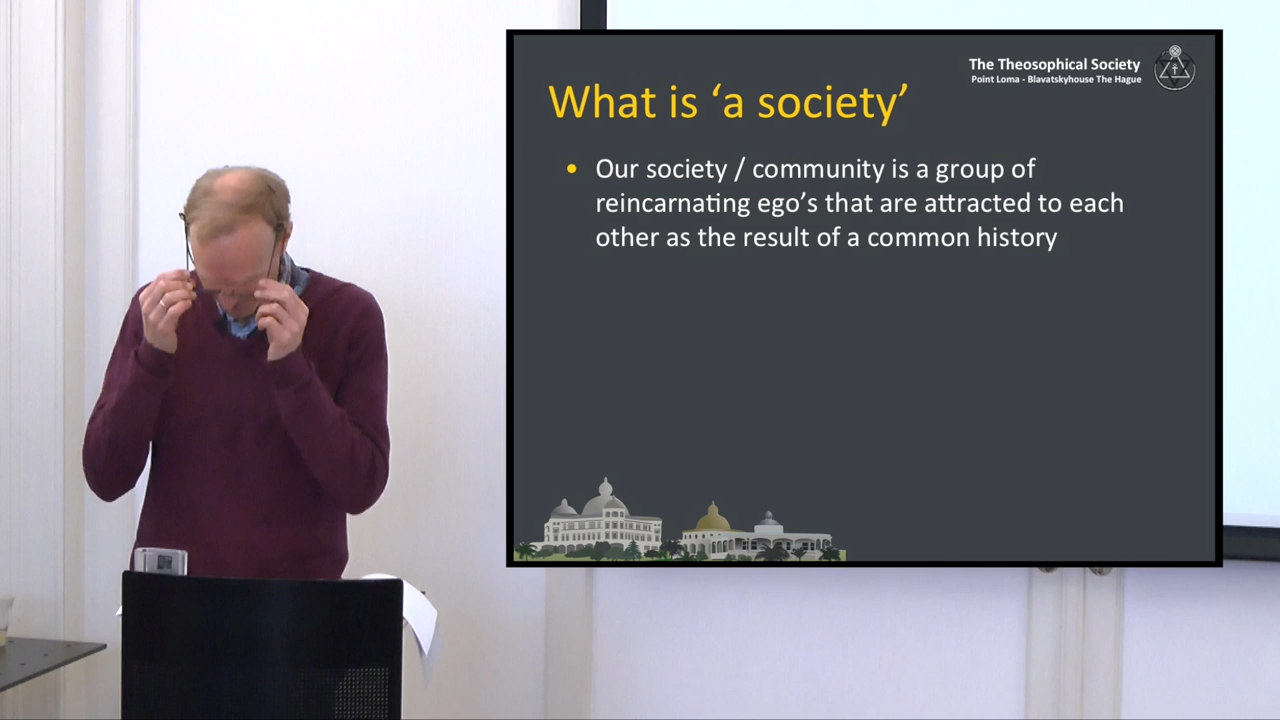 The Theosophical Society
Point Loma - Blavatskyhouse The Hague
What is ‘a society’
• Our society / community is a group of
reincarnating ego’s that are attracted to each
other as the result of a common history